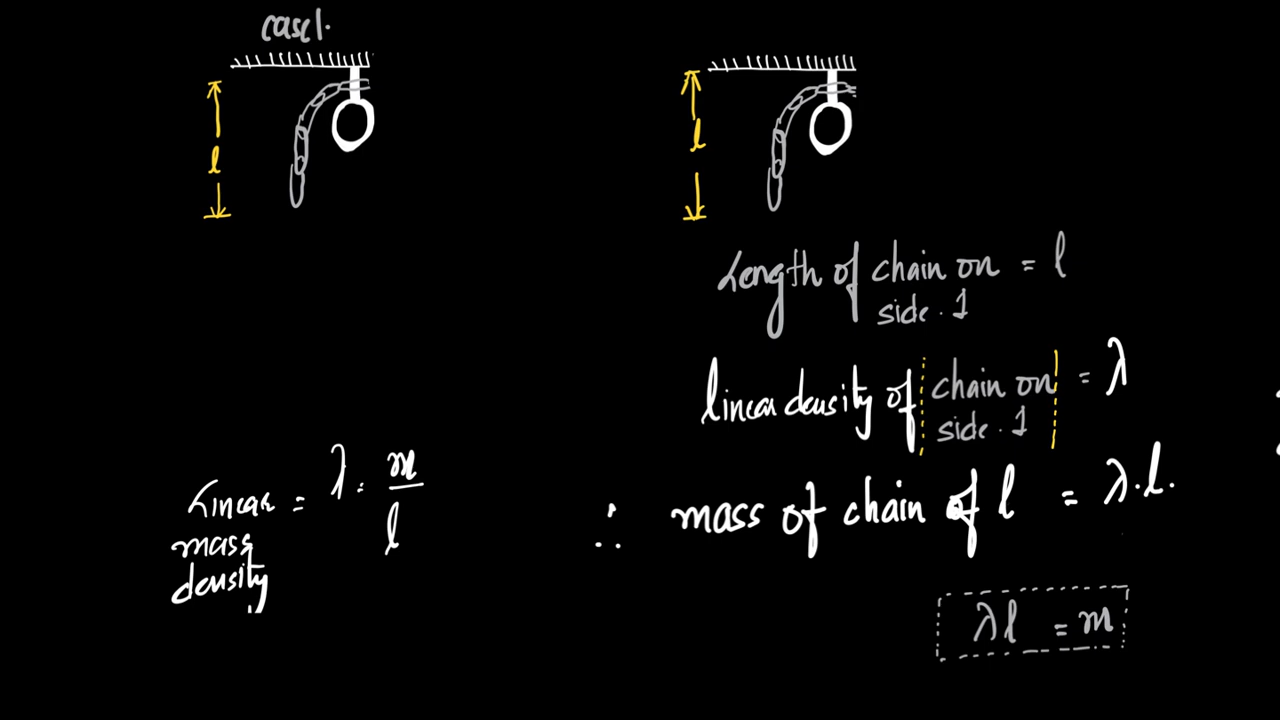 case1.
l
l
Length of chain on = l
side . 1
linear density of chain on = λ
side . 1
Linear = λ = m
l
mass
density
∴ mass of chain of l = λ.l.
λl = m